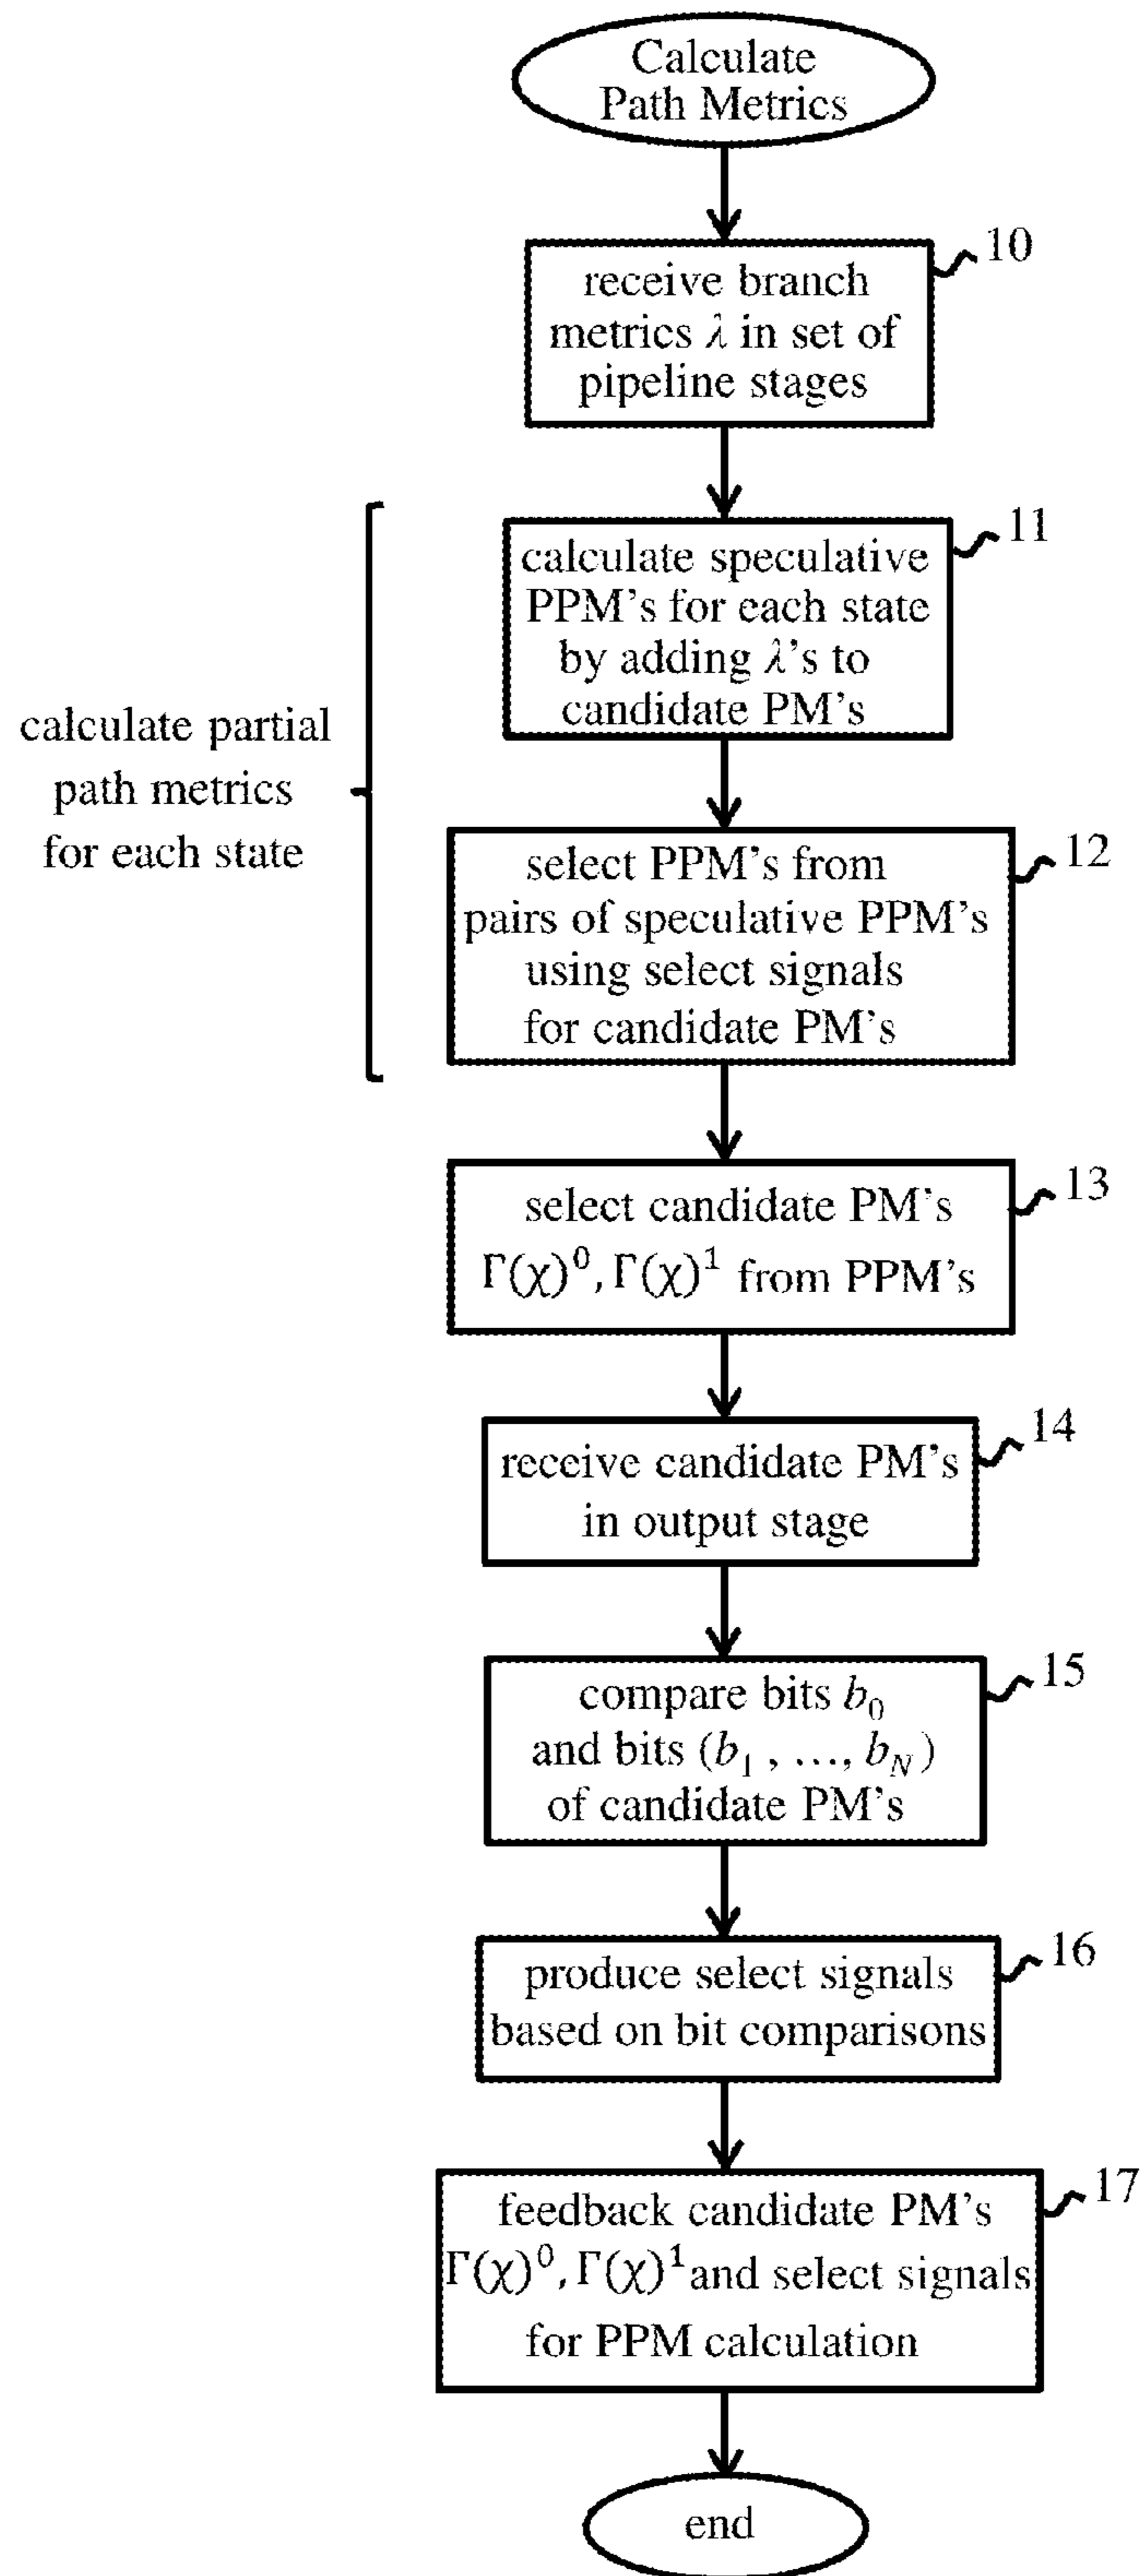 Calculate
Path Metrics
10
receive branch
metrics λ in set of
pipeline stages
11
calculate speculative
PPM's for each state
by adding λ's to
candidate PM's
calculate partial
path metrics
for each state
12
select PPM's from
pairs of speculative PPM's
using select signals
for candidate PM's
13
select candidate PM's
Γ(χ)⁰, Γ(χ)¹ from PPM's
14
receive candidate PM's
in output stage
15
compare bits b₀
and bits (b₁ , ..., b_N )
of candidate PM's
16
produce select signals
based on bit comparisons
17
feedback candidate PM's
Γ(χ)⁰, Γ(χ)¹ and select signals
for PPM calculation
end